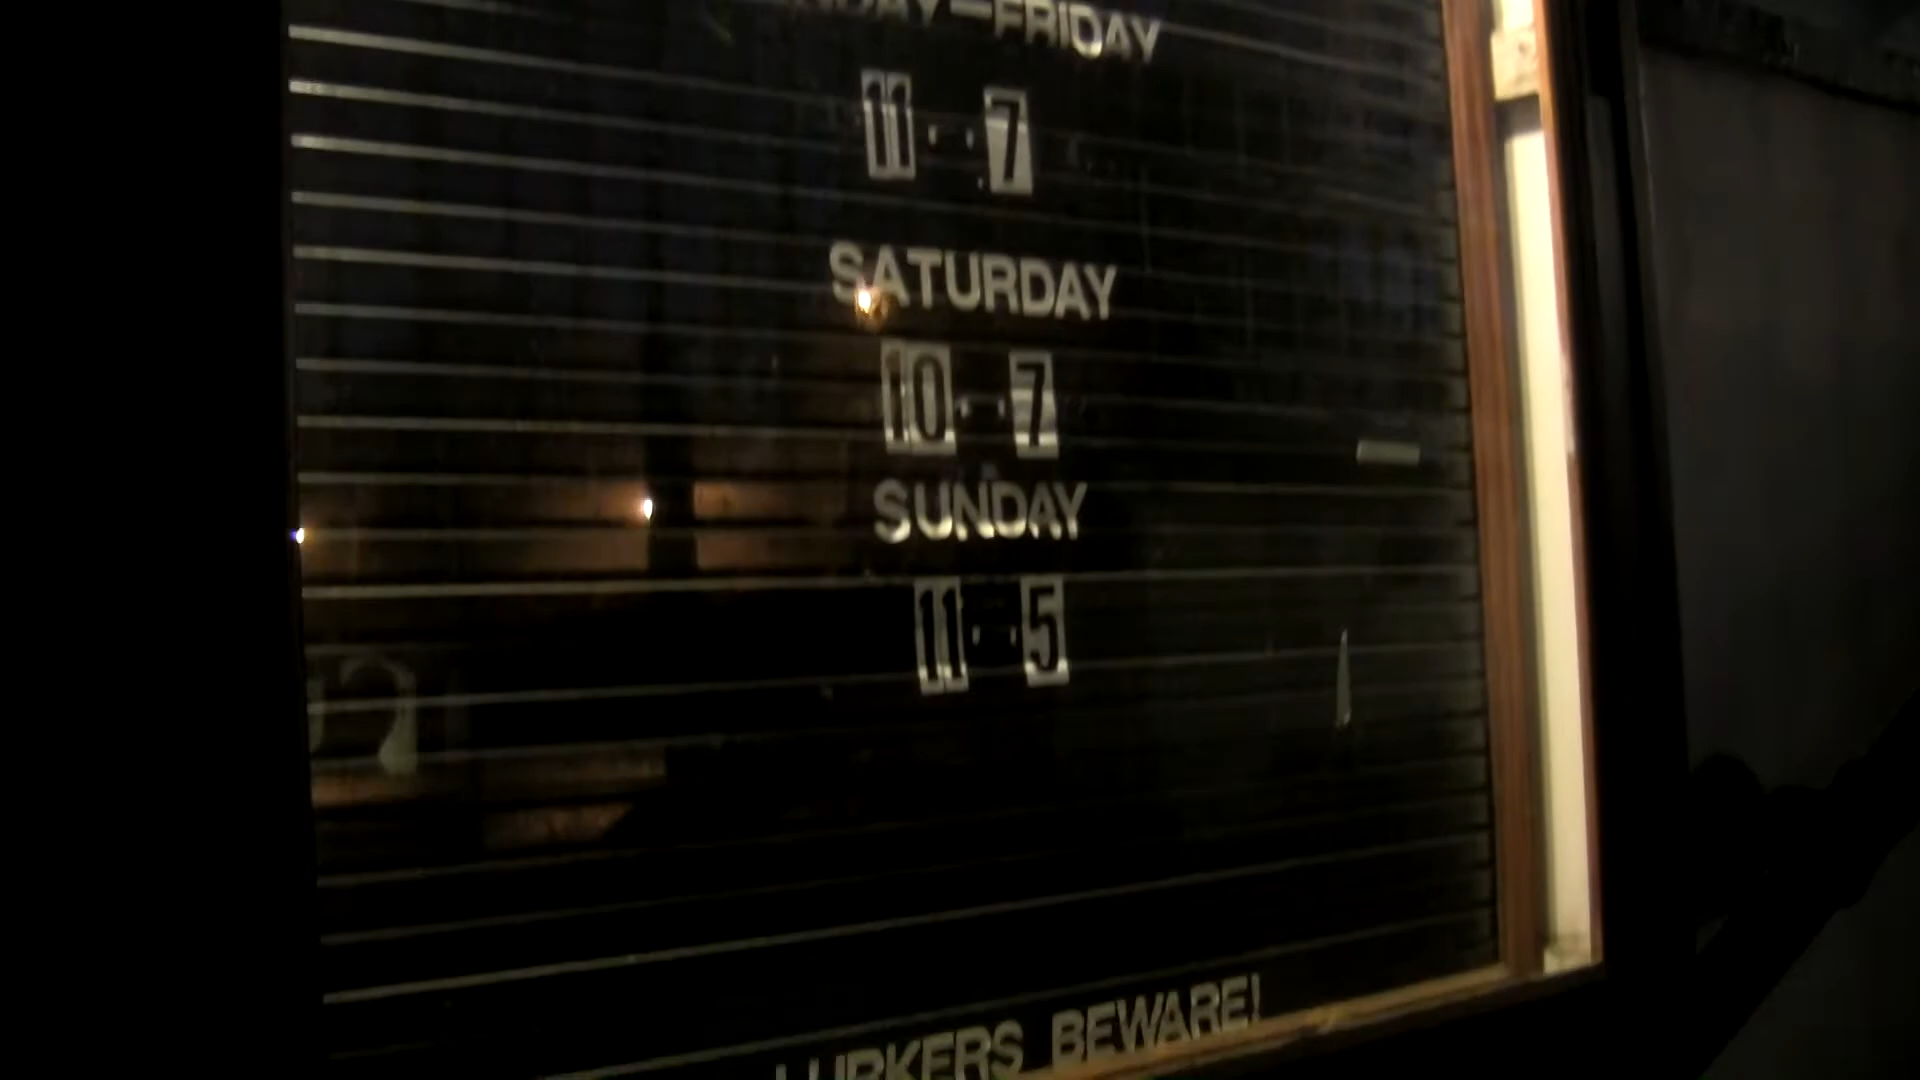 FRIDAY
11 - 7
SATURDAY
10 - 7
SUNDAY
11 - 5
LURKERS BEWARE!